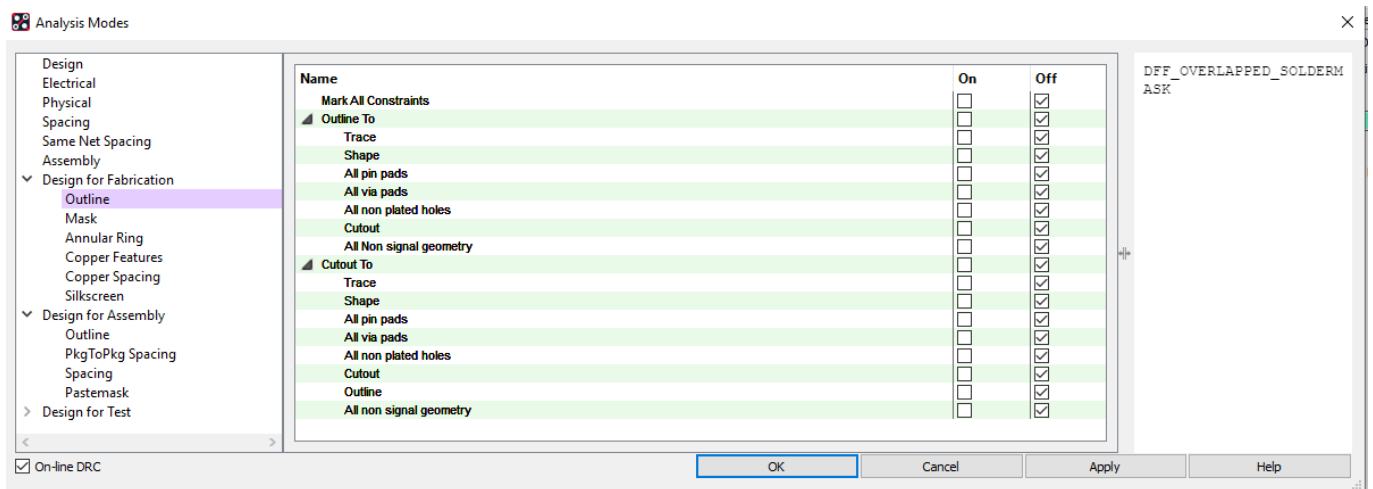 Analysis Modes
Design
Electrical
Physical
Spacing
Same Net Spacing
Assembly
Design for Fabrication
Outline
Mask
Annular Ring
Copper Features
Copper Spacing
Silkscreen
Design for Assembly
Outline
PkgToPkg Spacing
Spacing
Pastemask
Design for Test
Name On Off
Mark All Constraints
Outline To
Trace
Shape
All pin pads
All via pads
All non plated holes
Cutout
All Non signal geometry
Cutout To
Trace
Shape
All pin pads
All via pads
All non plated holes
Cutout
Outline
All non signal geometry
DFF_OVERLAPPED_SOLDERM
ASK
On-line DRC
OK Cancel Apply Help